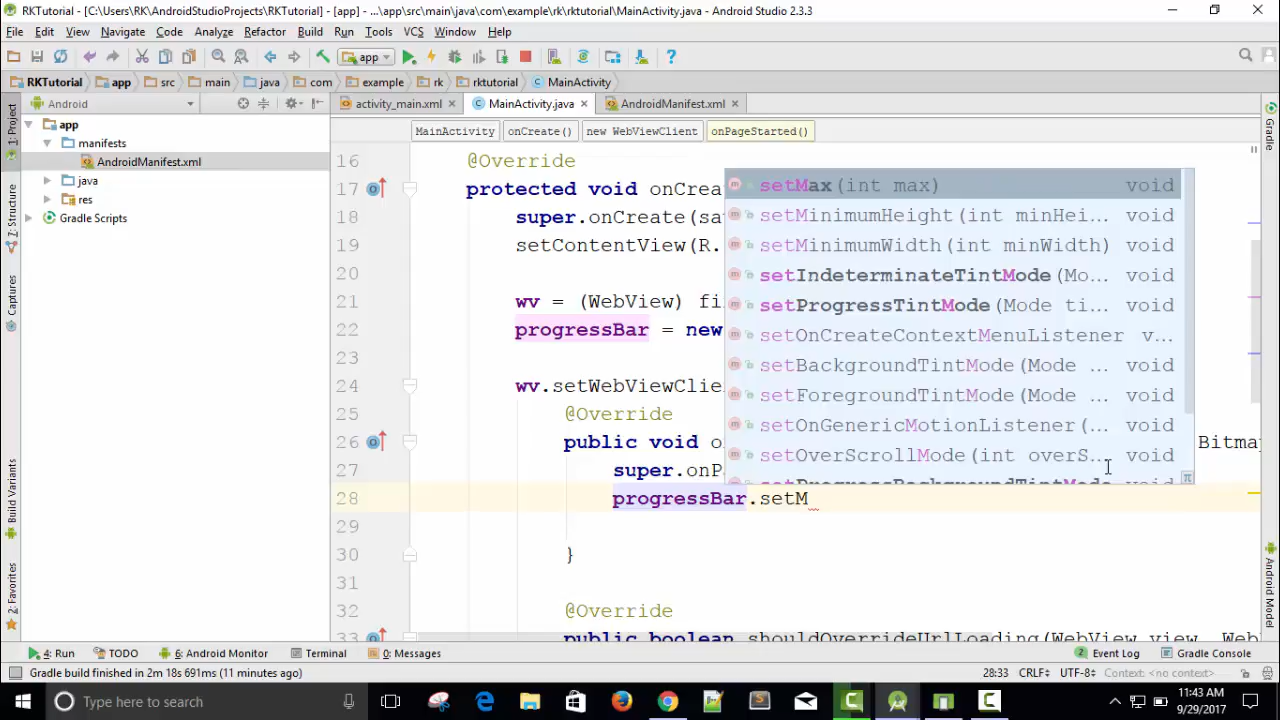 RKTutorial - [C:\Users\RK\AndroidStudioProjects\RKTutorial] - [app] - ...\app\src\main\java\com\example\rk\rktutorial\MainActivity.java - Android Studio 2.3.3
File Edit View Navigate Code Analyze Refactor Build Run Tools VCS Window Help
app
RKTutorial app src main java com example rk rktutorial MainActivity
Android
activity_main.xml MainActivity.java AndroidManifest.xml
MainActivity onCreate() new WebViewClient onPageStarted()
1: Project
7: Structure
Captures
Build Variants
2: Favorites
app
manifests
AndroidManifest.xml
java
res
Gradle Scripts
16 @Override
17 protected void onCrea
18 super.onCreate(sa
19 setContentView(R.
20
21 wv = (WebView) fi
22 progressBar = new
23
24 wv.setWebViewClie
25 @Override
26 public void o Bitmap
27 super.onP
28 progressBar.setM
29
30 }
31
32 @Override
33 public boolean shouldOverrideUrlLoading(WebView view, Web
setMax(int max) void
setMinimumHeight(int minHei... void
setMinimumWidth(int minWidth) void
setIndeterminateTintMode(Mo... void
setProgressTintMode(Mode ti... void
setOnCreateContextMenuListener v...
setBackgroundTintMode(Mode ... void
setForegroundTintMode(Mode ... void
setOnGenericMotionListener(... void
setOverScrollMode(int overS... void
setProgressBackgroundTintMode void
Gradle
Android Model
4: Run TODO 6: Android Monitor Terminal 0: Messages 2 Event Log Gradle Console
Gradle build finished in 2m 18s 691ms (11 minutes ago) 28:33 CRLF÷ UTF-8÷ Context: <no context>
Type here to search
11:43 AM
9/29/2017